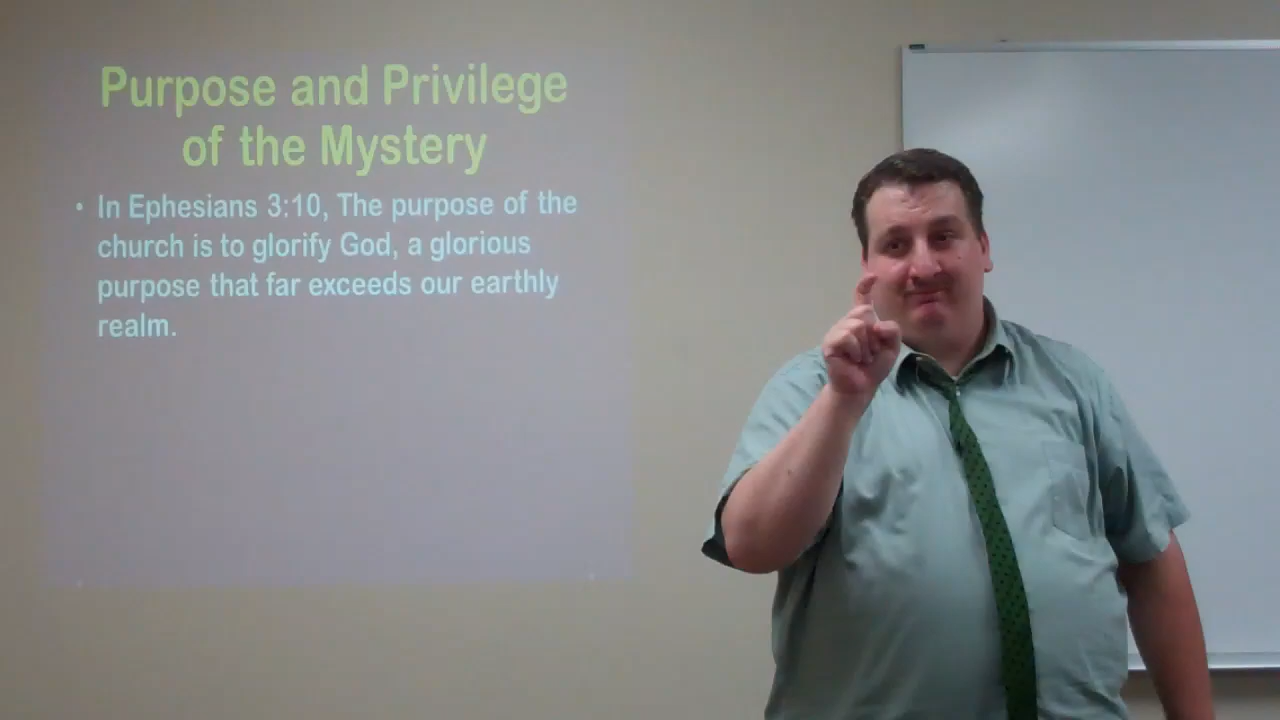 Purpose and Privilege
of the Mystery
• In Ephesians 3:10, The purpose of the
church is to glorify God, a glorious
purpose that far exceeds our earthly
realm.